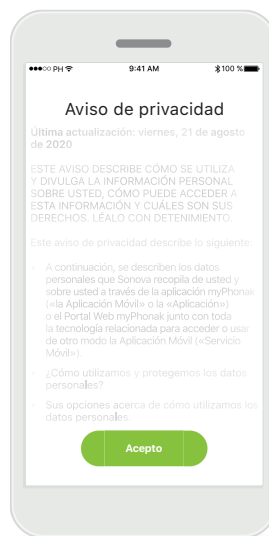 PH 9:41 AM 100 %
Aviso de privacidad
Última actualización: viernes, 21 de agosto
de 2020
ESTE AVISO DESCRIBE CÓMO SE UTILIZA
Y DIVULGA LA INFORMACIÓN PERSONAL
SOBRE USTED, CÓMO PUEDE ACCEDER A
ESTA INFORMACIÓN Y CUÁLES SON SUS
DERECHOS. LÉALO CON DETENIMIENTO.
Este aviso de privacidad describe lo siguiente:
- A continuación, se describen los datos
personales que Sonova recopila de usted y
sobre usted a través de la aplicación myPhonak
(«la Aplicación Móvil» o la «Aplicación»)
o el Portal Web myPhonak junto con toda
la tecnología relacionada para acceder o usar
de otro modo la Aplicación Móvil («Servicio
Móvil»).
- ¿Cómo utilizamos y protegemos los datos
personales?
- Sus opciones acerca de cómo utilizamos los
datos personales.
Acepto